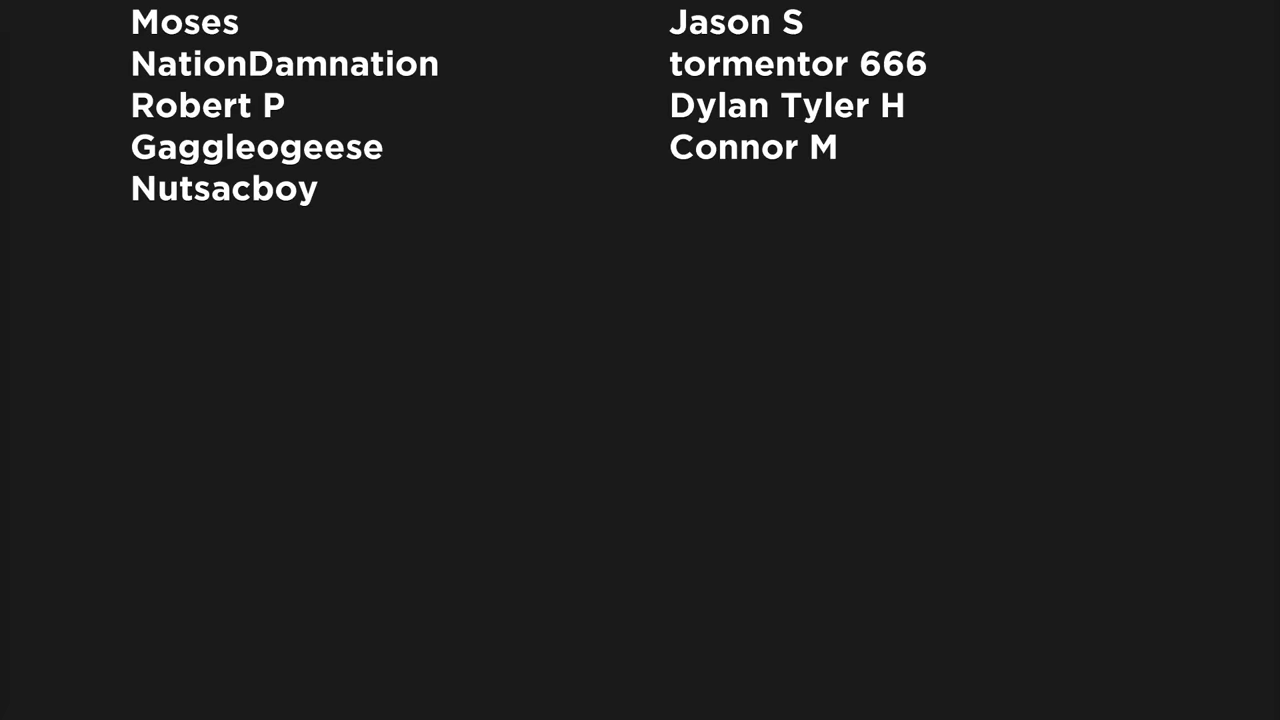 Moses
NationDamnation
Robert P
Gaggleogeese
Nutsacboy
Jason S
tormentor 666
Dylan Tyler H
Connor M